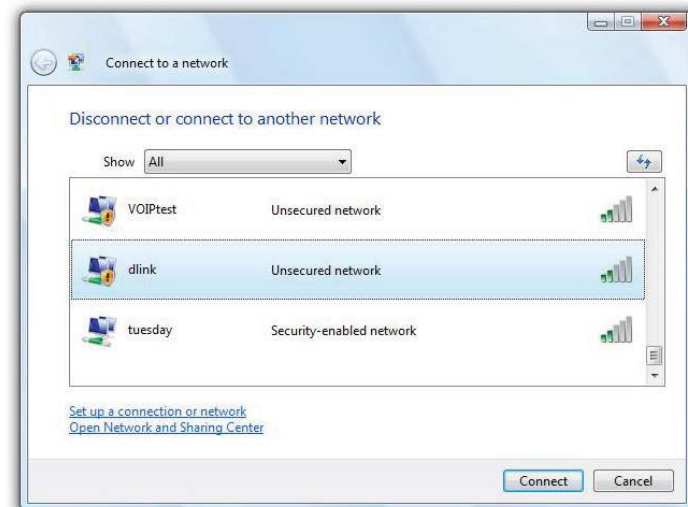 Connect to a network
Disconnect or connect to another network
Show All
VOIPtest Unsecured network
dlink Unsecured network
tuesday Security-enabled network
Set up a connection or network
Open Network and Sharing Center
Connect Cancel